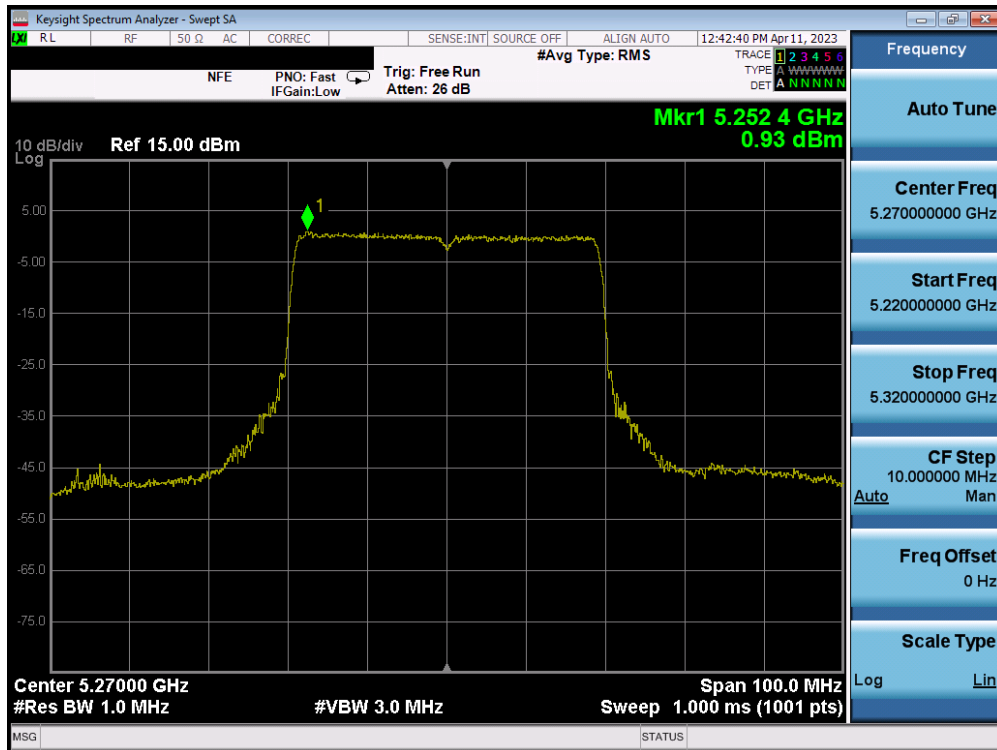 Keysight Spectrum Analyzer - Swept SA
LXI RL RF 50 Ω AC CORREC SENSE:INT SOURCE OFF ALIGN AUTO 12:42:40 PM Apr 11, 2023
#Avg Type: RMS
TRACE 1 2 3 4 5 6
TYPE A WWWWW
DET A N N N N N
NFE
PNO: Fast
IFGain:Low
Trig: Free Run
Atten: 26 dB
Mkr1 5.252 4 GHz
0.93 dBm
10 dB/div
Log
Ref 15.00 dBm
1
5.00
-5.00
-15.0
-25.0
-35.0
-45.0
-55.0
-65.0
-75.0
Center 5.27000 GHz
#Res BW 1.0 MHz
#VBW 3.0 MHz
Span 100.0 MHz
Sweep 1.000 ms (1001 pts)
MSG
STATUS
Frequency
Auto Tune
Center Freq
5.270000000 GHz
Start Freq
5.220000000 GHz
Stop Freq
5.320000000 GHz
CF Step
10.000000 MHz
Auto Man
Freq Offset
0 Hz
Scale Type
Log Lin